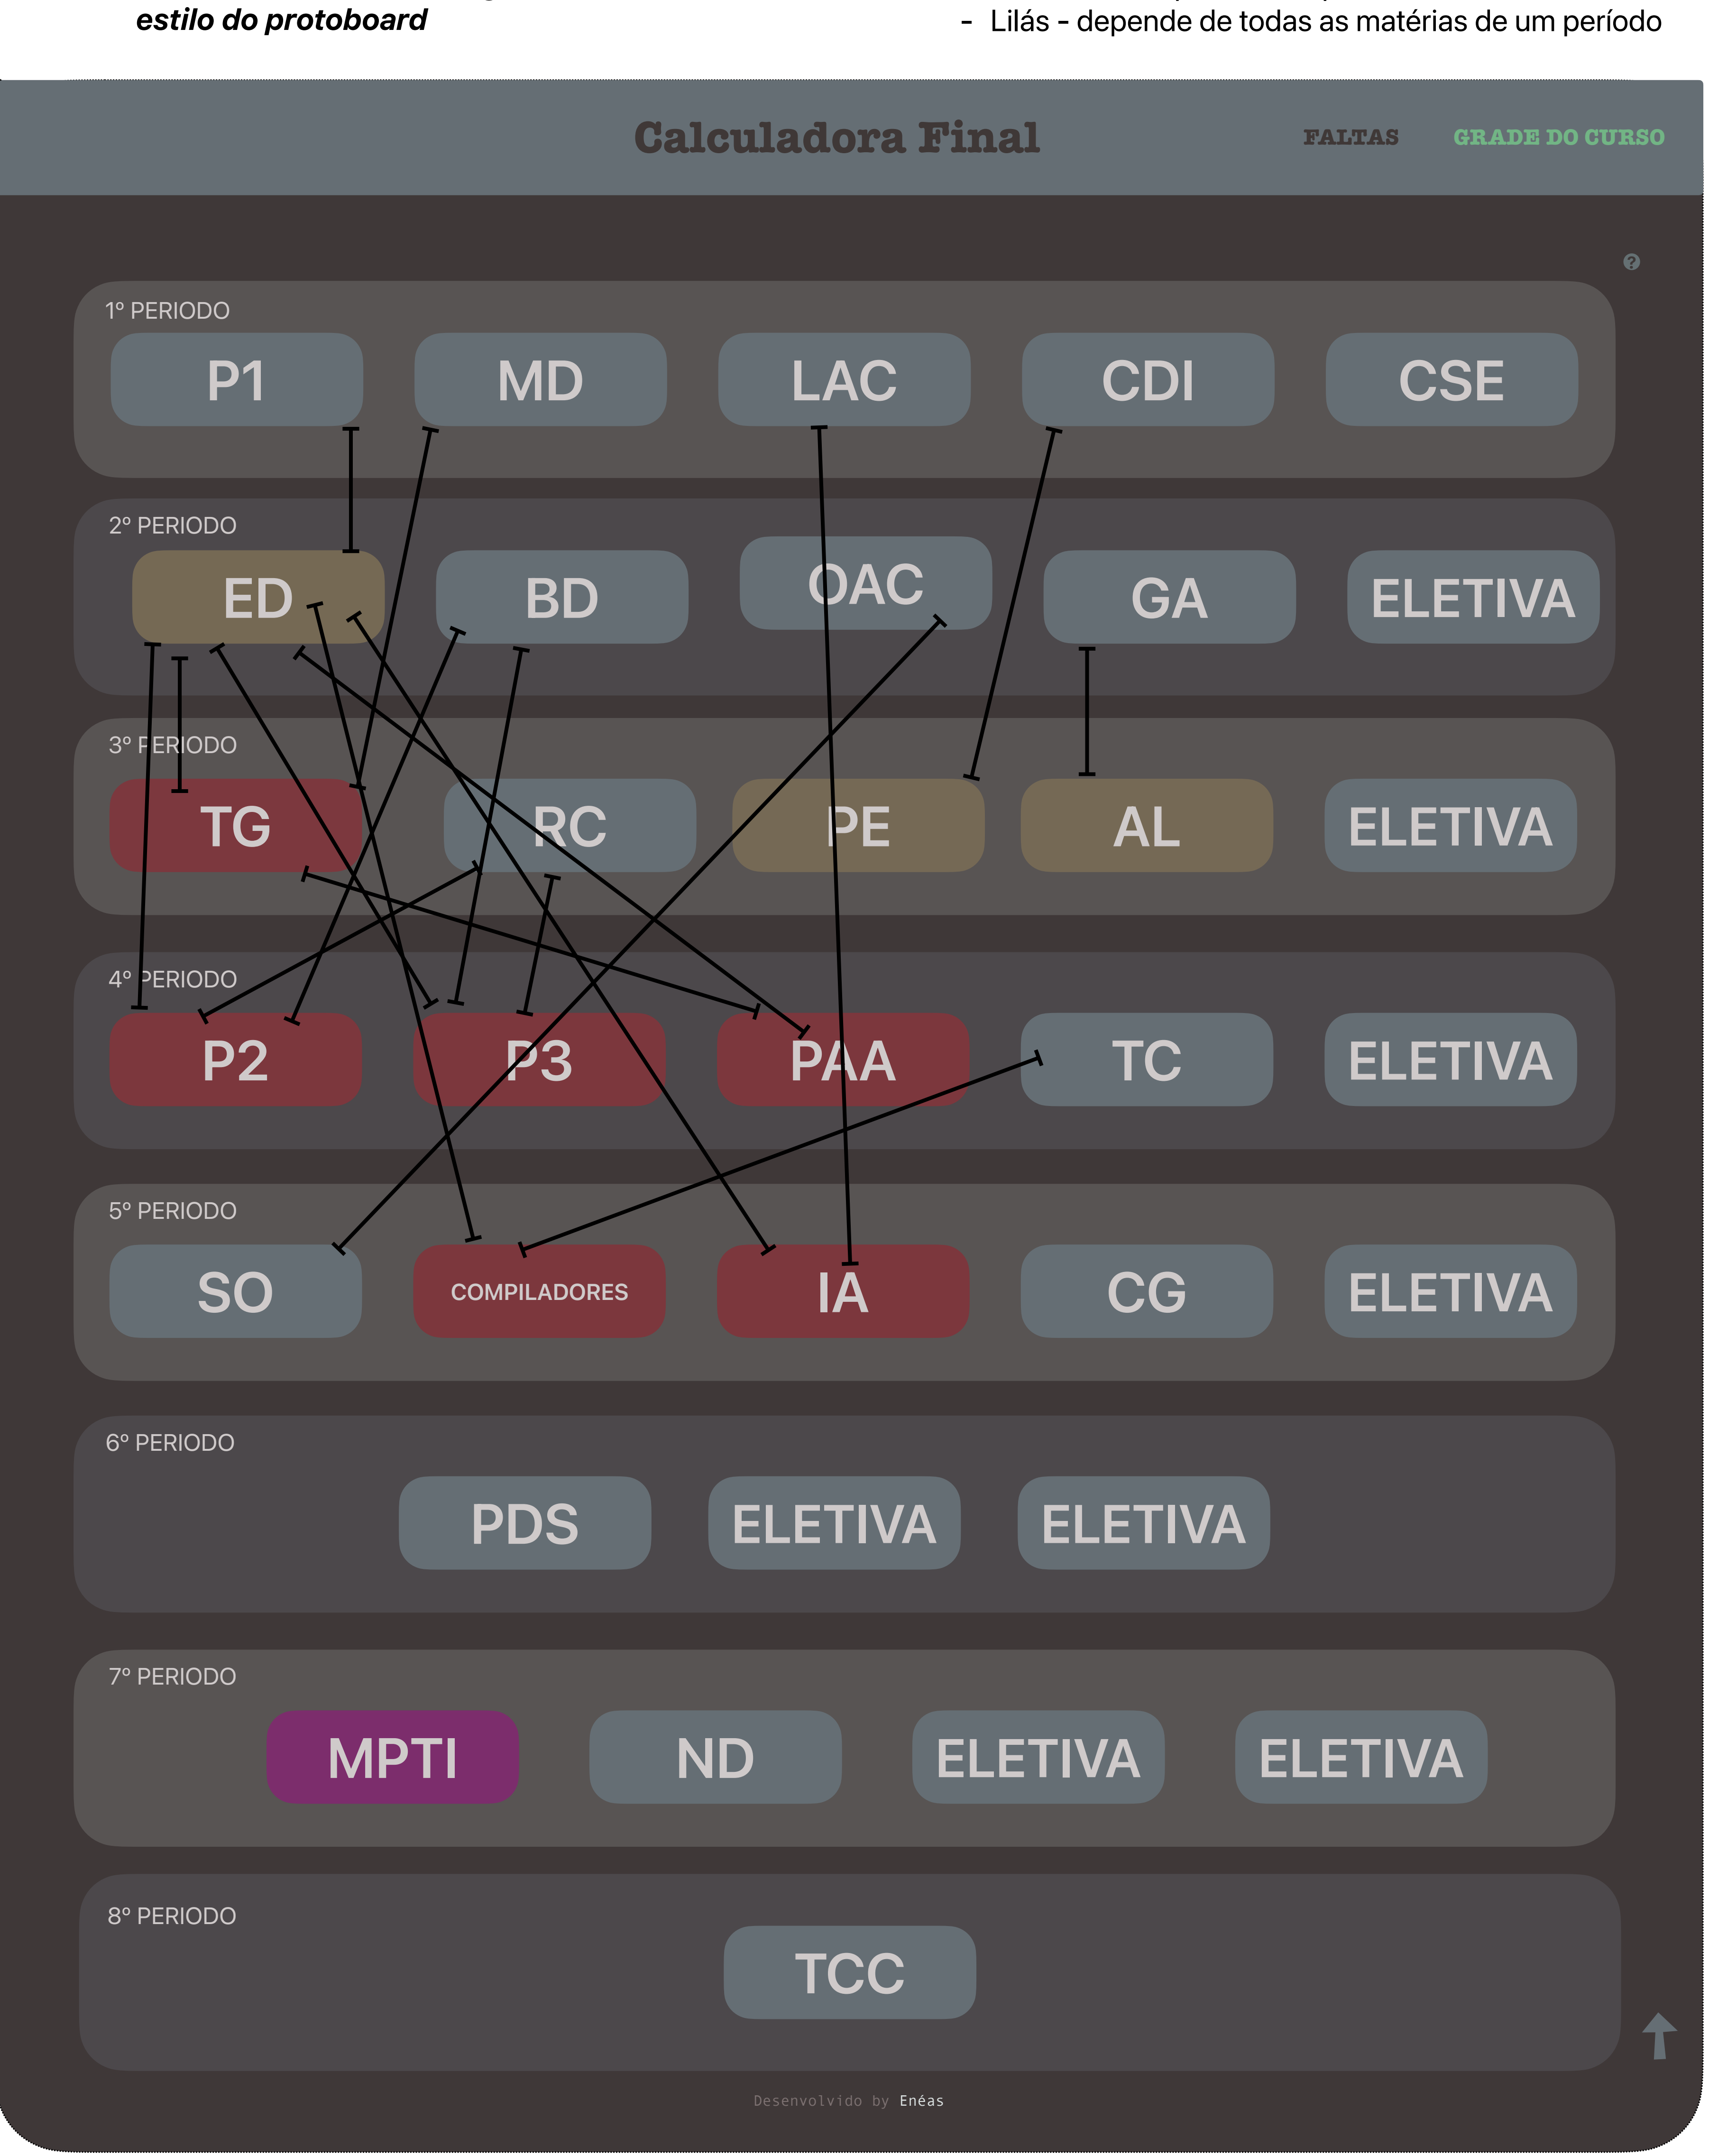 estilo do protoboard
- Lilás - depende de todas as matérias de um período
Calculadora Final
FALTAS
GRADE DO CURSO
?
1º PERIODO
P1
MD
LAC
CDI
CSE
2º PERIODO
ED
BD
OAC
GA
ELETIVA
3º PERIODO
TG
RC
PE
AL
ELETIVA
4º PERIODO
P2
P3
PAA
TC
ELETIVA
5º PERIODO
SO
COMPILADORES
IA
CG
ELETIVA
6º PERIODO
PDS
ELETIVA
ELETIVA
7º PERIODO
MPTI
ND
ELETIVA
ELETIVA
8º PERIODO
TCC
Desenvolvido by Enéas